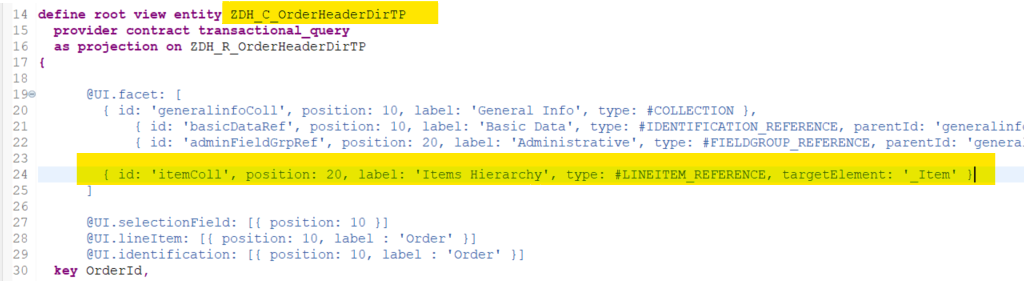 14 define root view entity ZDH_C_OrderHeaderDirTP
15 provider contract transactional_query
16 as projection on ZDH_R_OrderHeaderDirTP
17 {
18
19 @UI.facet: [
20 { id: 'generalinfoColl', position: 10, label: 'General Info', type: #COLLECTION },
21 { id: 'basicDataRef', position: 10, label: 'Basic Data', type: #IDENTIFICATION_REFERENCE, parentId: 'generalinfo
22 { id: 'adminFieldGrpRef', position: 20, label: 'Administrative', type: #FIELDGROUP_REFERENCE, parentId: 'general
23
24 { id: 'itemColl', position: 20, label: 'Items Hierarchy', type: #LINEITEM_REFERENCE, targetElement: '_Item' }
25 ]
26
27 @UI.selectionField: [{ position: 10 }]
28 @UI.lineItem: [{ position: 10, label : 'Order' }]
29 @UI.identification: [{ position: 10, label : 'Order' }]
30 key OrderId,